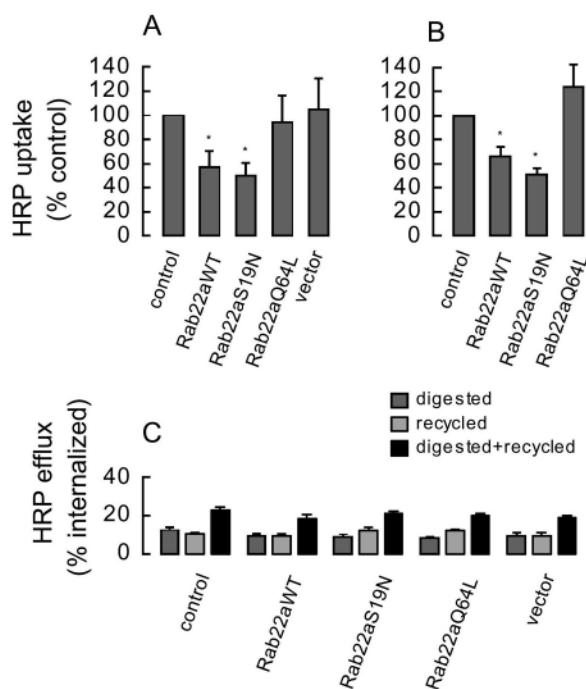 A
HRP uptake
(% control)
140
120
100
80
60
40
20
0
*
*
control
Rab22aWT
Rab22aS19N
Rab22aQ64L
vector
B
140
120
100
80
60
40
20
0
*
*
control
Rab22aWT
Rab22aS19N
Rab22aQ64L
digested
recycled
digested+recycled
C
HRP efflux
(% internalized)
40
20
0
control
Rab22aWT
Rab22aS19N
Rab22aQ64L
vector